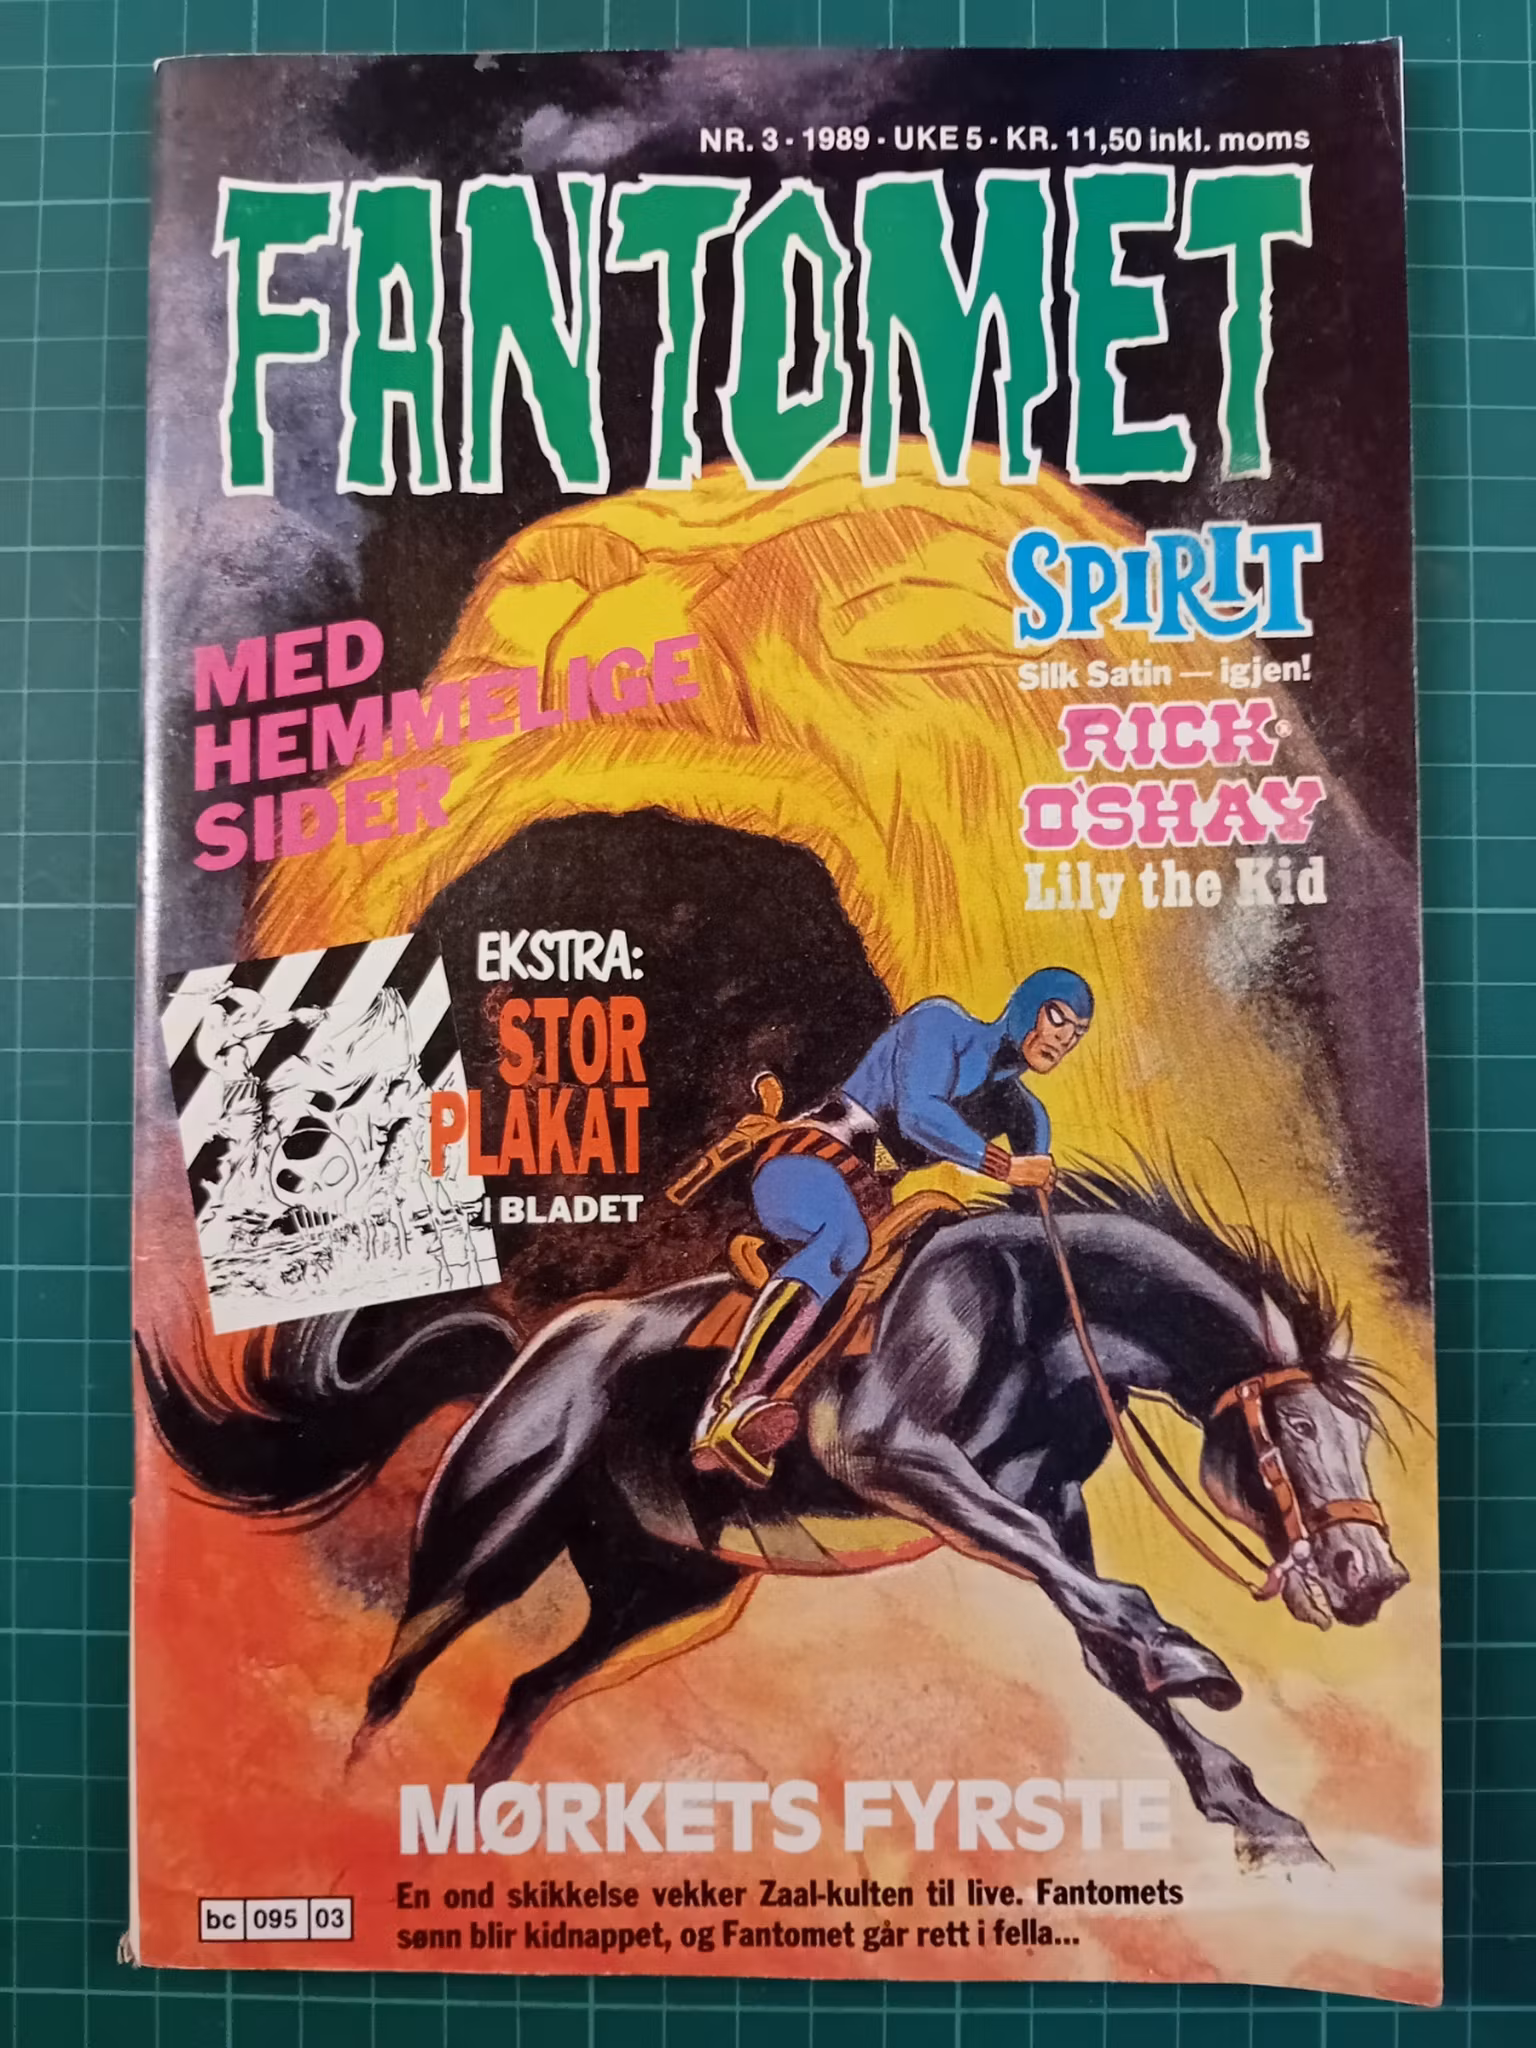 NR. 3 - 1989 - UKE 5 - KR. 11,50 inkl. moms
FANTOMET
SPIRIT
Silk Satin — igjen!
RICK®
O'SHAY
Lily the Kid
MED
HEMMELIGE
SIDER
EKSTRA:
STOR
PLAKAT
I BLADET
MØRKETS FYRSTE
En ond skikkelse vekker Zaal-kulten til live. Fantomets
sønn blir kidnappet, og Fantomet går rett i fella...
bc 095 03